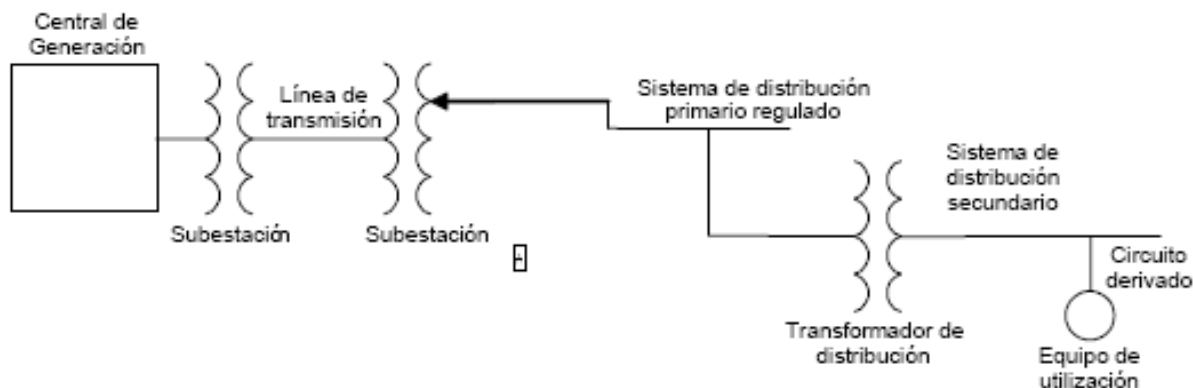 Central de
Generación
Línea de
transmisión
Subestación
Subestación
Sistema de distribución
primario regulado
Sistema de
distribución
secundario
Transformador de
distribución
Circuito
derivado
Equipo de
utilización